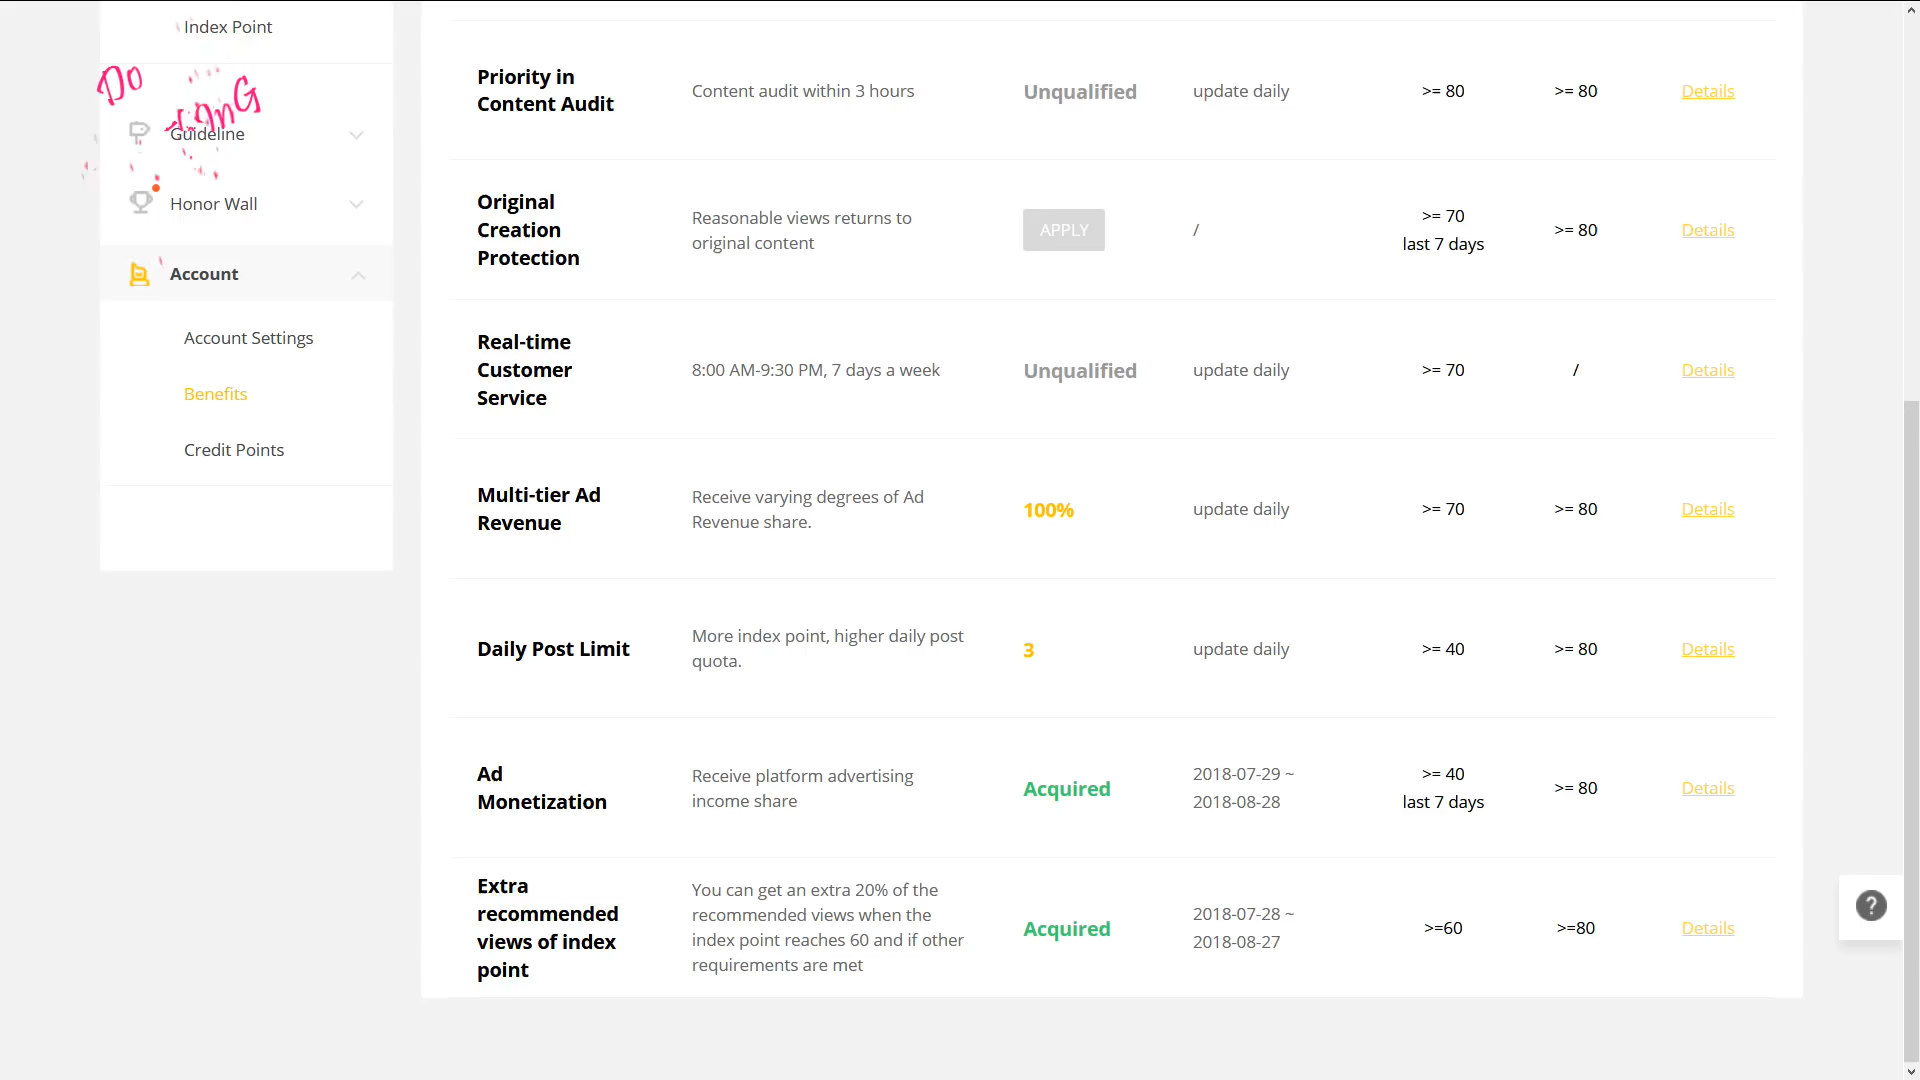 Index Point
Do
Guideline
Honor Wall
Account
Account Settings
Benefits
Credit Points
Priority in
Content Audit
Content audit within 3 hours
Unqualified
update daily
>= 80
>= 80
Details
Original
Creation
Protection
Reasonable views returns to
original content
APPLY
/
>= 70
last 7 days
>= 80
Details
Real-time
Customer
Service
8:00 AM-9:30 PM, 7 days a week
Unqualified
update daily
>= 70
/
Details
Multi-tier Ad
Revenue
Receive varying degrees of Ad
Revenue share.
100%
update daily
>= 70
>= 80
Details
Daily Post Limit
More index point, higher daily post
quota.
3
update daily
>= 40
>= 80
Details
Ad
Monetization
Receive platform advertising
income share
Acquired
2018-07-29 ~
2018-08-28
>= 40
last 7 days
>= 80
Details
Extra
recommended
views of index
point
You can get an extra 20% of the
recommended views when the
index point reaches 60 and if other
requirements are met
Acquired
2018-07-28 ~
2018-08-27
>=60
>=80
Details
?